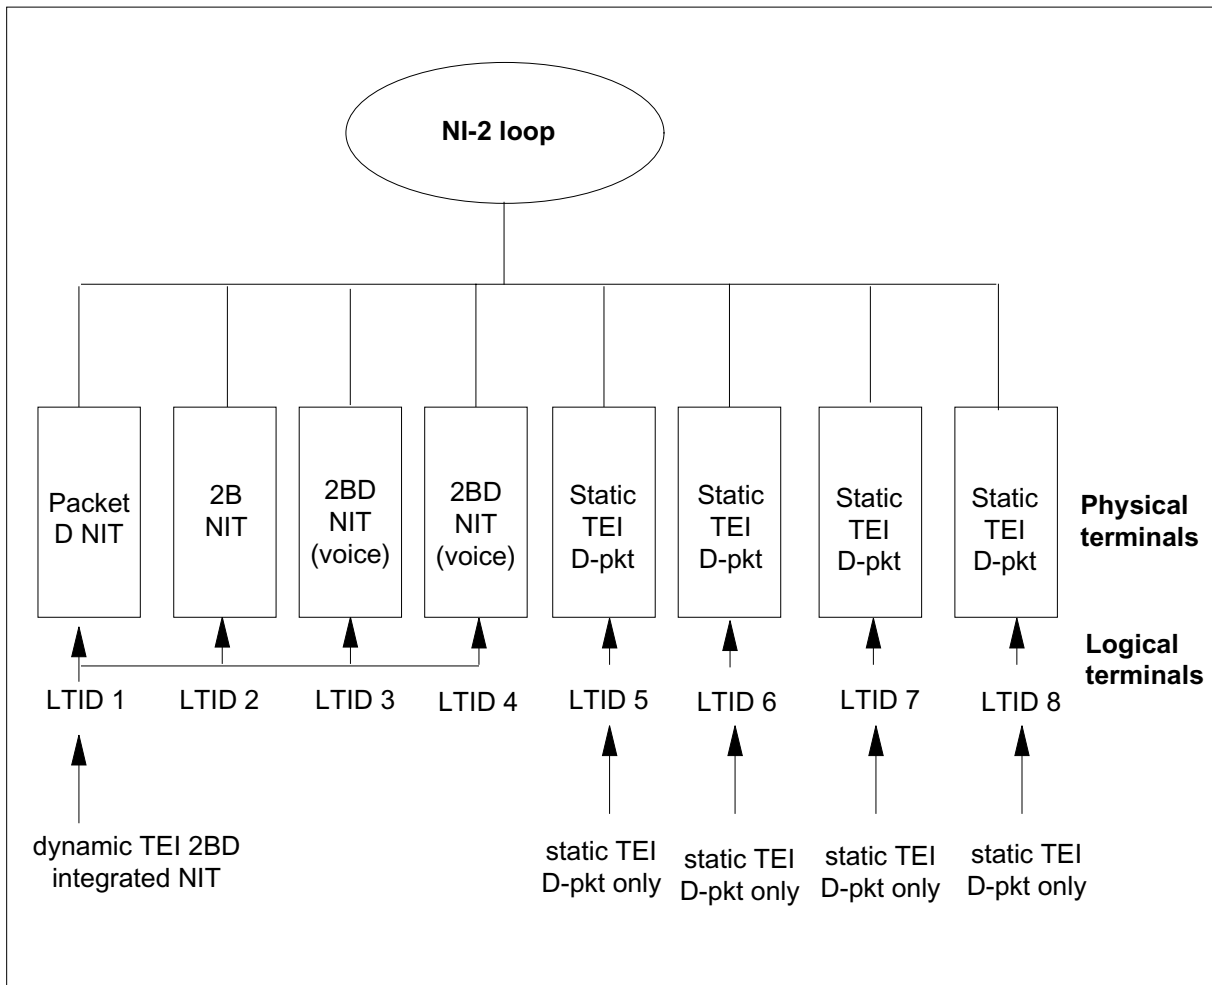 NI-2 loop
Packet
D NIT
2B
NIT
2BD
NIT
(voice)
2BD
NIT
(voice)
Static
TEI
D-pkt
Static
TEI
D-pkt
Static
TEI
D-pkt
Static
TEI
D-pkt
Physical
terminals
Logical
terminals
LTID 1
LTID 2
LTID 3
LTID 4
LTID 5
LTID 6
LTID 7
LTID 8
dynamic TEI 2BD
integrated NIT
static TEI
D-pkt only
static TEI
D-pkt only
static TEI
D-pkt only
static TEI
D-pkt only